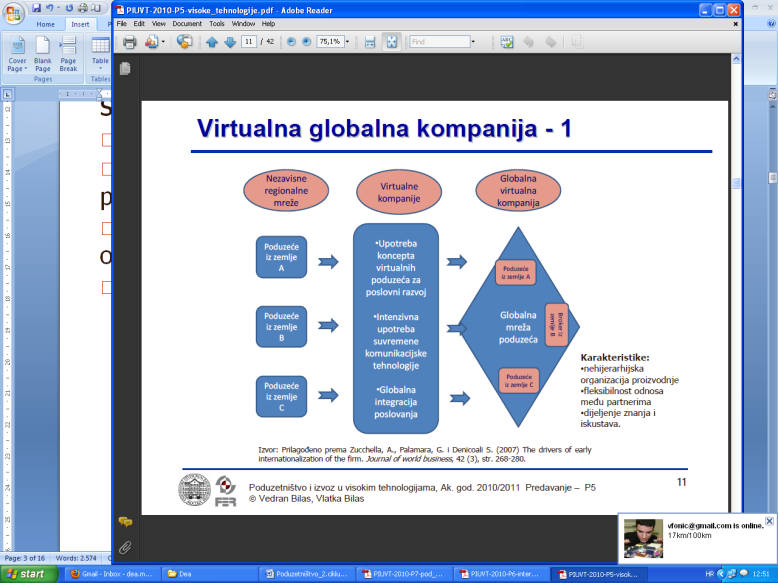 PIUVT-2010-P5-visoke_tehnologije.pdf - Adobe Reader
File Edit View Document Tools Window Help
11 / 42 75,1% Find
Home Insert
Cover Page
Blank Page
Page Break
Table
Pages
Tables
Virtualna globalna kompanija - 1
Nezavisne
regionalne
mreže
Virtualne
kompanije
Globalna
virtualna
kompanija
Poduzeće
iz zemlje
A
Poduzeće
iz zemlje
B
Poduzeće
iz zemlje
C
•Upotreba
koncepta
virtualnih
poduzeća za
poslovni razvoj
•Intenzivna
upotreba
suvremene
komunikacijske
tehnologije
•Globalna
integracija
poslovanja
Poduzeće
iz zemlje A
Globalna
mreža
poduzeća
Broker iz
zemlje B
Poduzeće
iz zemlje C
Karakteristike:
•nehijerarhijska
organizacija proizvodnje
•fleksibilnost odnosa
među partnerima
•dijeljenje znanja i
iskustava.
Izvor: Prilagođeno prema Zucchella, A., Palamara, G. i Denicoali S. (2007) The drivers of early
internationalization of the firm. Journal of world business, 42 (3), str. 268-280.
FER
Poduzetništvo i izvoz u visokim tehnologijama, Ak. god. 2010/2011 Predavanje – P5
© Vedran Bilas, Vlatka Bilas
11
vfonic@gmail.com is online.
17km/100km
Page: 3 of 16 Words: 2.574
start
Gmail - Inbox - dea.m...
Dea
Poduzetništvo_2.ciklu...
PIUVT-2010-P7-pod_...
PIUVT-2010-P6-inter...
PIUVT-2010-P5-visok...
HR
12:51